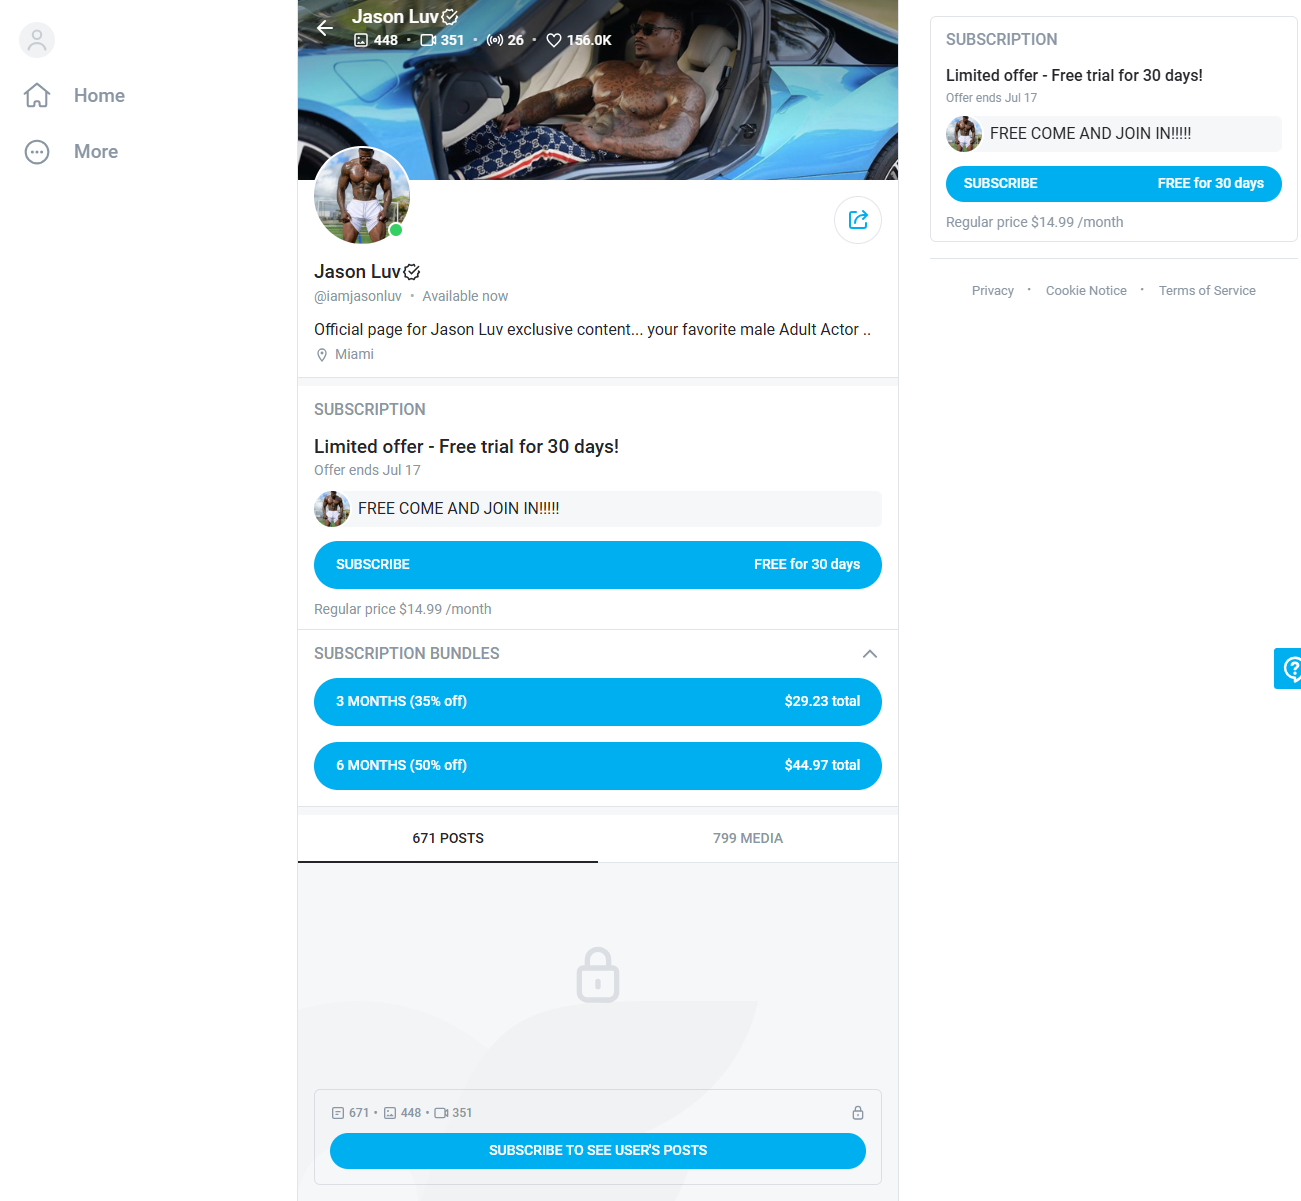 Home
More
Jason Luv
448 • 351 • 26 • 156.0K
Jason Luv
@iamjasonluv • Available now
Official page for Jason Luv exclusive content... your favorite male Adult Actor ..
Miami
SUBSCRIPTION
Limited offer - Free trial for 30 days!
Offer ends Jul 17
FREE COME AND JOIN IN!!!!!
SUBSCRIBE FREE for 30 days
Regular price $14.99 /month
SUBSCRIPTION BUNDLES
3 MONTHS (35% off) $29.23 total
6 MONTHS (50% off) $44.97 total
671 POSTS 799 MEDIA
671 • 448 • 351
SUBSCRIBE TO SEE USER'S POSTS
SUBSCRIPTION
Limited offer - Free trial for 30 days!
Offer ends Jul 17
FREE COME AND JOIN IN!!!!!
SUBSCRIBE FREE for 30 days
Regular price $14.99 /month
Privacy · Cookie Notice · Terms of Service